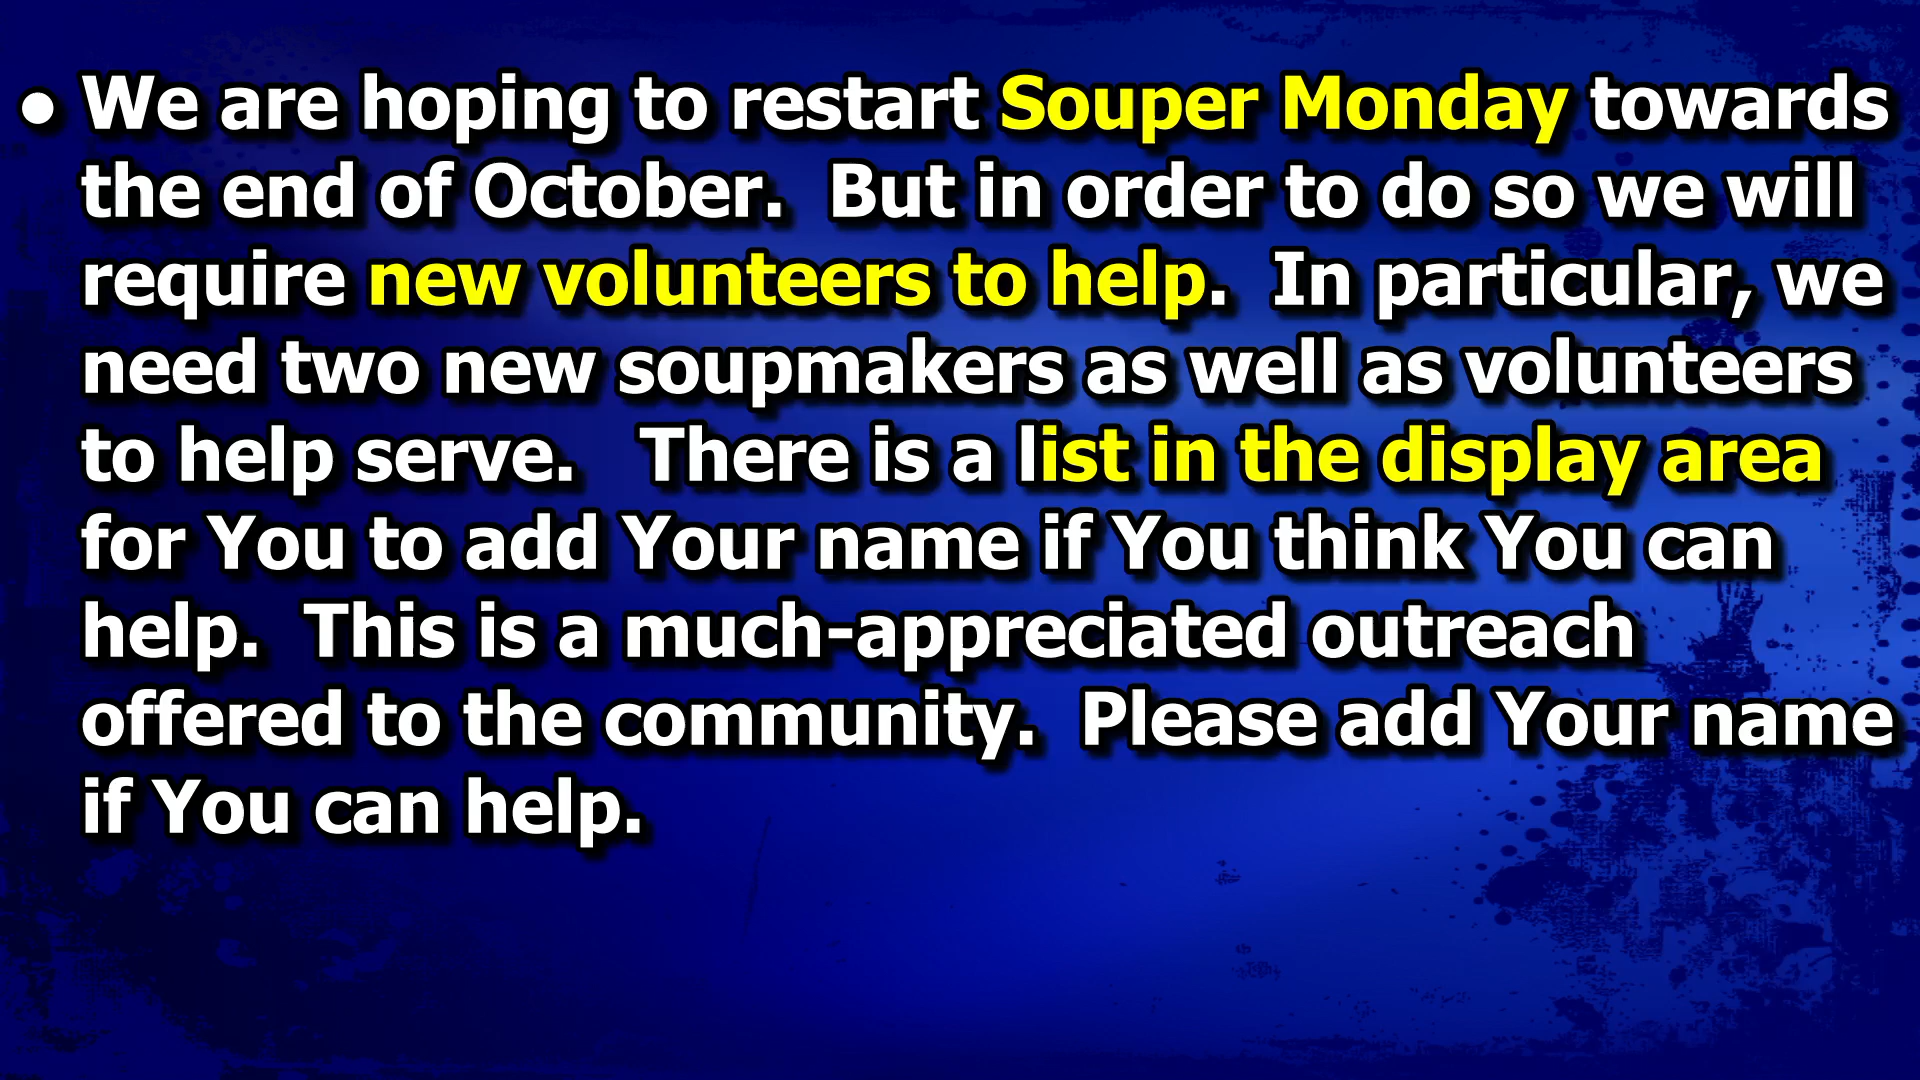 • We are hoping to restart Souper Monday towards
the end of October.  But in order to do so we will
require new volunteers to help.  In particular, we
need two new soupmakers as well as volunteers
to help serve.   There is a list in the display area
for You to add Your name if You think You can
help.  This is a much-appreciated outreach
offered to the community.  Please add Your name
if You can help.